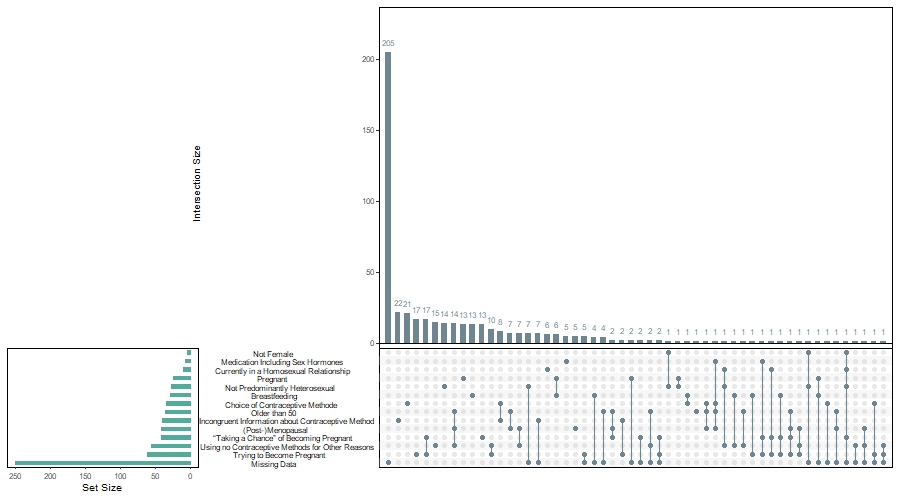 205
22 21 17 17 15 14 14 13 13 13 10 8 7 7 7 7 6 6 5 5 5 4 4 2 2 2 2 2 2 1 1 1 1 1 1 1 1 1 1 1 1 1 1 1 1 1 1 1 1 1 1 1 1
200
150
100
50
0
Intersection Size
Not Female
Medication Including Sex Hormones
Currently in a Homosexual Relationship
Pregnant
Not Predominantly Heterosexual
Breastfeeding
Choice of Contraceptive Methode
Older than 50
Incongruent Information about Contraceptive Method
(Post-)Menopausal
"Taking a Chance" of Becoming Pregnant
Using no Contraceptive Methods for Other Reasons
Trying to Become Pregnant
Missing Data
250 200 150 100 50 0
Set Size